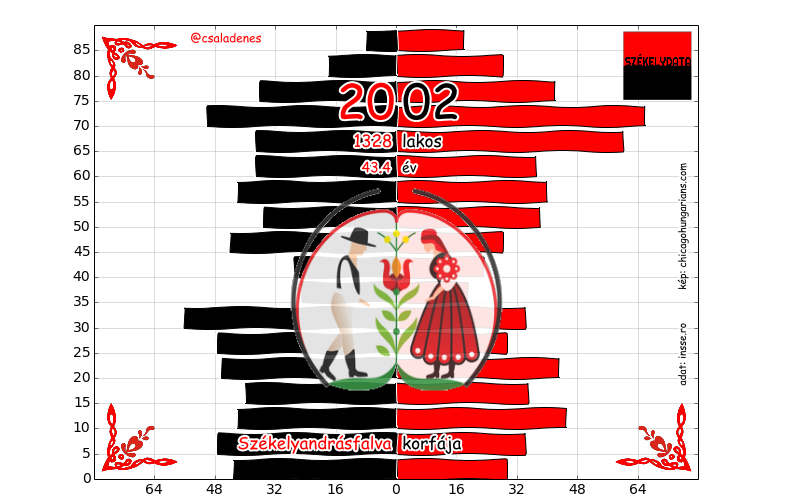 @csaladenes
SZÉKELYDATA
2002
1328 lakos
43.4 év
kép: chicagohungarians.com
adat: insse.ro
Székelyandrásfalva korfája
85
80
75
70
65
60
55
50
45
40
35
30
25
20
15
10
5
0
64 48 32 16 0 16 32 48 64